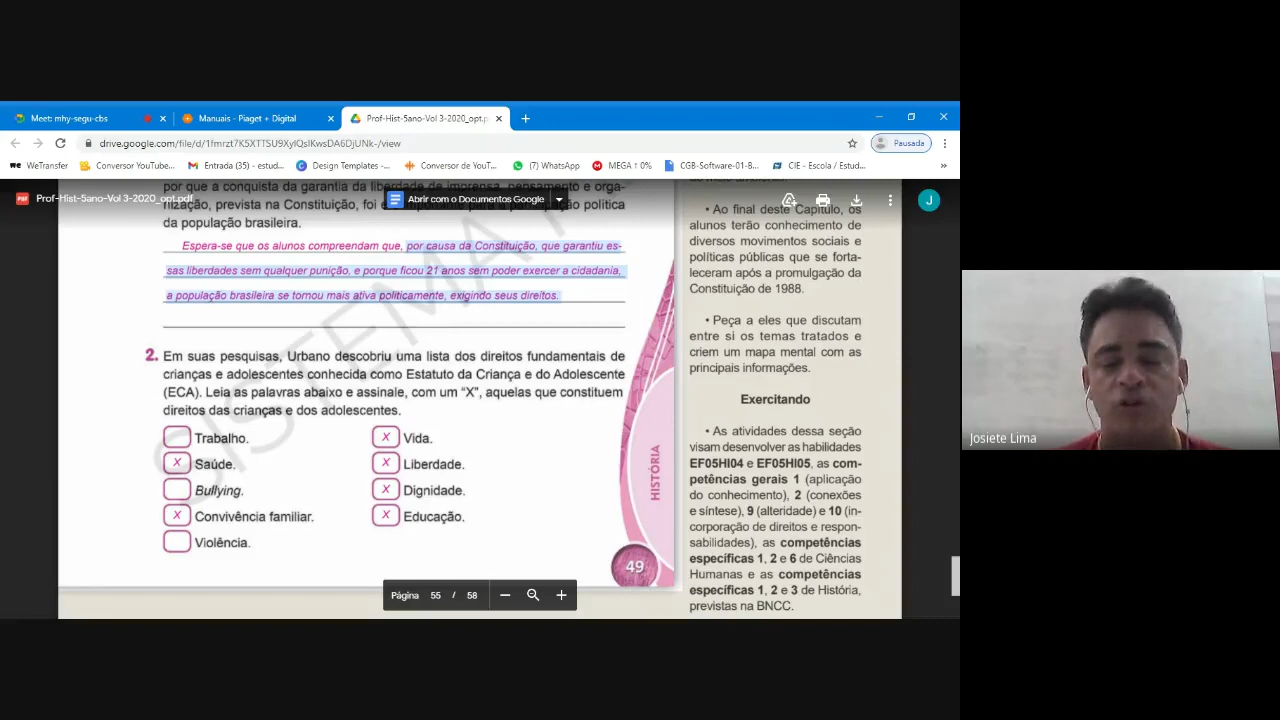 Meet: mhy-segu-cbs
Manuais - Piaget + Digital
Prof-Hist-5ano-Vol 3-2020_opt.p
drive.google.com/file/d/1fmrzt7K5XTTSU9XyIQsIKwsDA6DjUNk-/view
Pausada
WeTransfer
Conversor YouTube...
Entrada (35) - estud...
Design Templates -...
Conversor de YouT...
(7) WhatsApp
MEGA ↑ 0%
CGB-Software-01-B...
CIE - Escola / Estud...
»
Prof-Hist-5ano-Vol 3-2020_opt.pdf
Abrir com o Documentos Google
J
por que a conquista da garantia da liberdade de imprensa, pensamento e orga-
nização, prevista na Constituição, foi
da população brasileira.
Espera-se que os alunos compreendam que, por causa da Constituição, que garantiu es-
sas liberdades sem qualquer punição, e porque ficou 21 anos sem poder exercer a cidadania,
a população brasileira se tornou mais ativa politicamente, exigindo seus direitos.
2. Em suas pesquisas, Urbano descobriu uma lista dos direitos fundamentais de
crianças e adolescentes conhecida como Estatuto da Criança e do Adolescente
(ECA). Leia as palavras abaixo e assinale, com um “X”, aquelas que constituem
direitos das crianças e dos adolescentes.
Trabalho.
X Saúde.
Bullying.
X Convivência familiar.
Violência.
X Vida.
X Liberdade.
X Dignidade.
X Educação.
HISTÓRIA
49
SISTEMA
Página 55 / 58
• Ao final deste Capítulo, os
alunos terão conhecimento de
diversos movimentos sociais e
políticas públicas que se forta-
leceram após a promulgação da
Constituição de 1988.
• Peça a eles que discutam
entre si os temas tratados e
criem um mapa mental com as
principais informações.
Exercitando
• As atividades dessa seção
visam desenvolver as habilidades
EF05HI04 e EF05HI05, as com-
petências gerais 1 (aplicação
do conhecimento), 2 (conexões
e síntese), 9 (alteridade) e 10 (in-
corporação de direitos e respon-
sabilidades), as competências
específicas 1, 2 e 6 de Ciências
Humanas e as competências
específicas 1, 2 e 3 de História,
previstas na BNCC.
Josiete Lima